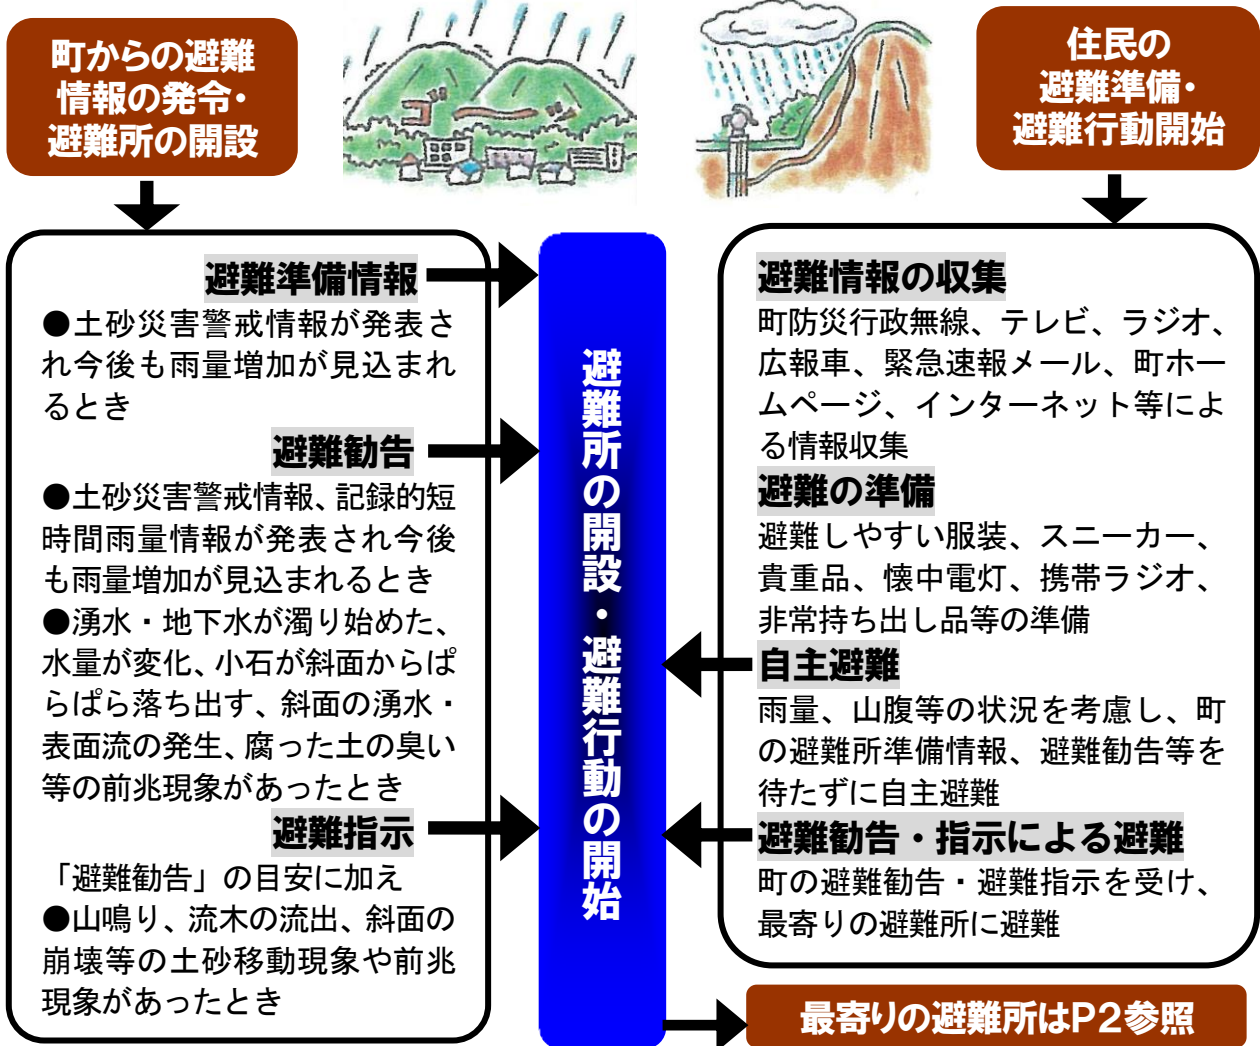 町からの避難
情報の発令・
避難所の開設
住民の
避難準備・
避難行動開始
避難準備情報
●土砂災害警戒情報が発表さ
れ今後も雨量増加が見込まれ
るとき
避難勧告
●土砂災害警戒情報、記録的短
時間雨量情報が発表され今後
も雨量増加が見込まれるとき
●湧水・地下水が濁り始めた、
水量が変化、小石が斜面からぱ
らぱら落ち出す、斜面の湧水・
表面流の発生、腐った土の臭い
等の前兆現象があったとき
避難指示
「避難勧告」の目安に加え
●山鳴り、流木の流出、斜面の
崩壊等の土砂移動現象や前兆
現象があったとき
避難所の開設・避難行動の開始
避難情報の収集
町防災行政無線、テレビ、ラジオ、
広報車、緊急速報メール、町ホー
ムページ、インターネット等によ
る情報収集
避難の準備
避難しやすい服装、スニーカー、
貴重品、懐中電灯、携帯ラジオ、
非常持ち出し品等の準備
自主避難
雨量、山腹等の状況を考慮し、町
の避難所準備情報、避難勧告等を
待たずに自主避難
避難勧告・指示による避難
町の避難勧告・避難指示を受け、
最寄りの避難所に避難
最寄りの避難所はP2参照